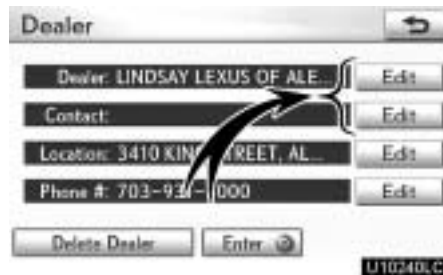 Dealer
Dealer: LINDSAY LEXUS OF ALE... Edit
Contact: Edit
Location: 3410 STREET, AL... Edit
Phone #: Edit
Delete Dealer Enter
U10240LC